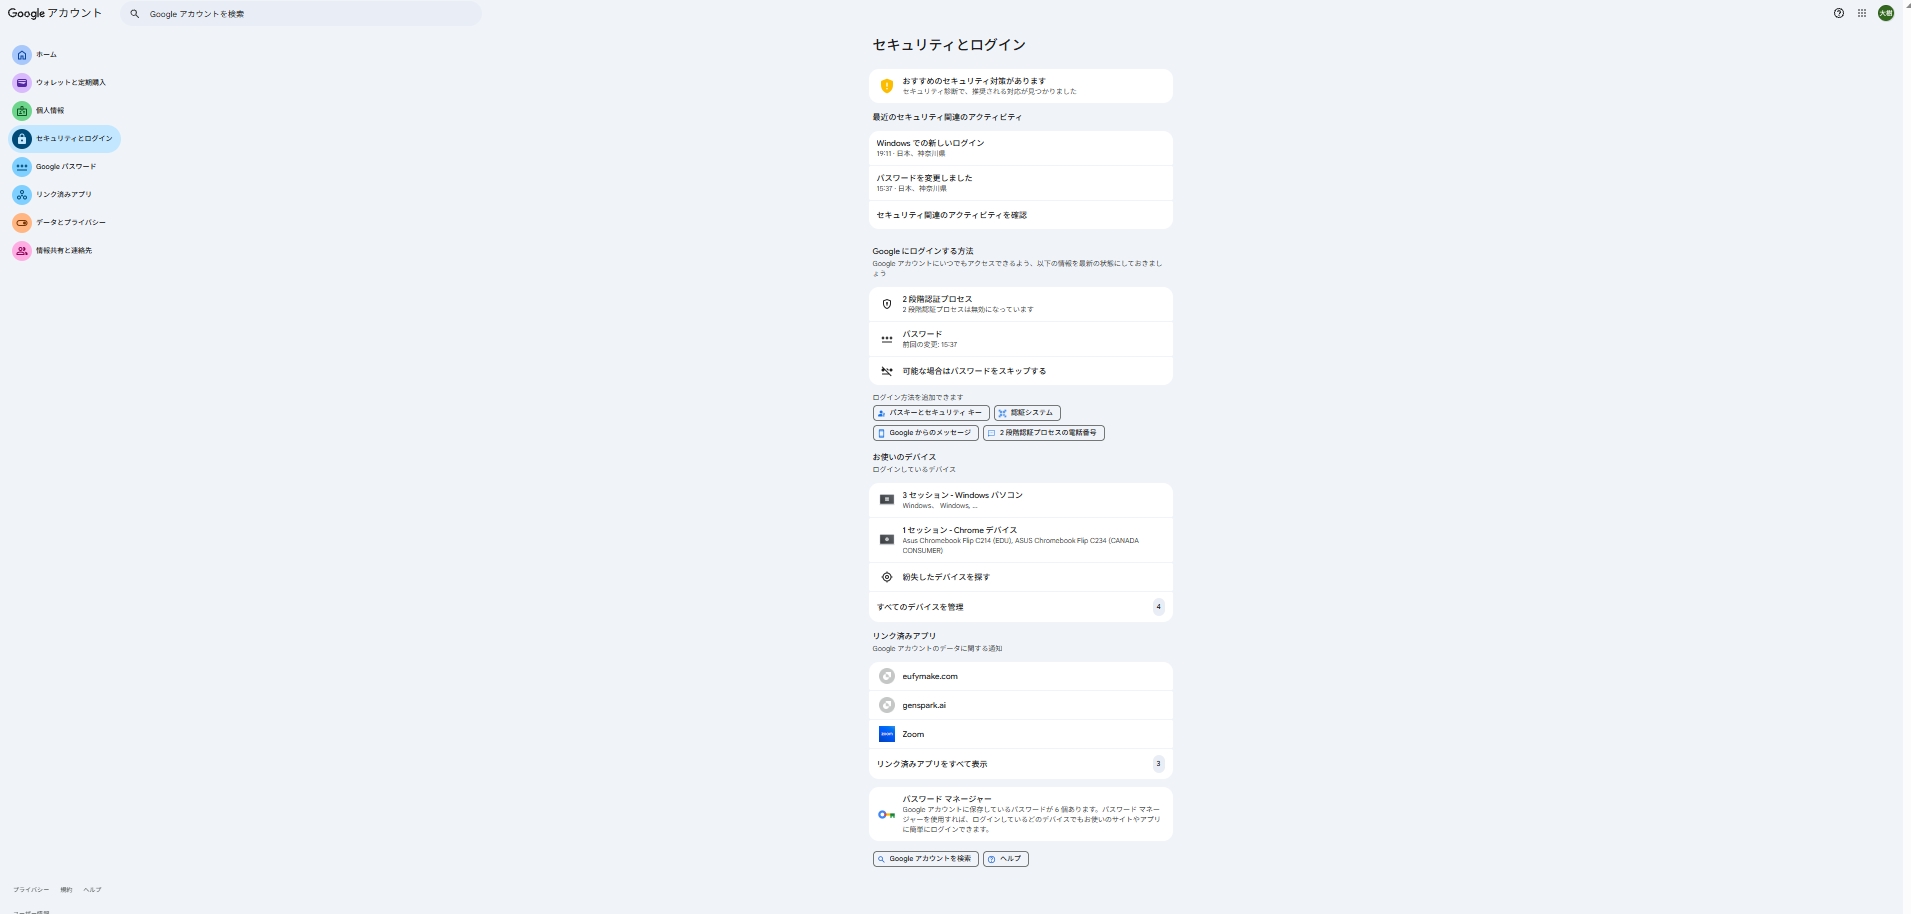 Google アカウント
Google アカウントを検索
大樹
ホーム
ウォレットと定期購入
個人情報
セキュリティとログイン
Google パスワード
リンク済みアプリ
データとプライバシー
情報共有と連絡先
セキュリティとログイン
おすすめのセキュリティ対策があります
セキュリティ診断で、推奨される対応が見つかりました
最近のセキュリティ関連のアクティビティ
Windows での新しいログイン
19:11 · 日本、神奈川県
パスワードを変更しました
15:37 · 日本、神奈川県
セキュリティ関連のアクティビティを確認
Google にログインする方法
Google アカウントにいつでもアクセスできるよう、以下の情報を最新の状態にしておきまし
ょう
2 段階認証プロセス
2 段階認証プロセスは無効になっています
パスワード
前回の変更: 15:37
可能な場合はパスワードをスキップする
ログイン方法を追加できます
パスキーとセキュリティ キー
認証システム
Google からのメッセージ
2 段階認証プロセスの電話番号
お使いのデバイス
ログインしているデバイス
3 セッション - Windows パソコン
Windows、 Windows, ...
1 セッション - Chrome デバイス
Asus Chromebook Flip C214 (EDU), ASUS Chromebook Flip C234 (CANADA
CONSUMER)
紛失したデバイスを探す
すべてのデバイスを管理
4
リンク済みアプリ
Google アカウントのデータに関する通知
eufymake.com
genspark.ai
zoom
Zoom
リンク済みアプリをすべて表示
3
パスワード マネージャー
Google アカウントに保存しているパスワードが 6 個あります。パスワード マネー
ジャーを使用すれば、ログインしているどのデバイスでもお使いのサイトやアプリ
に簡単にログインできます。
Google アカウントを検索
ヘルプ
プライバシー
規約
ヘルプ